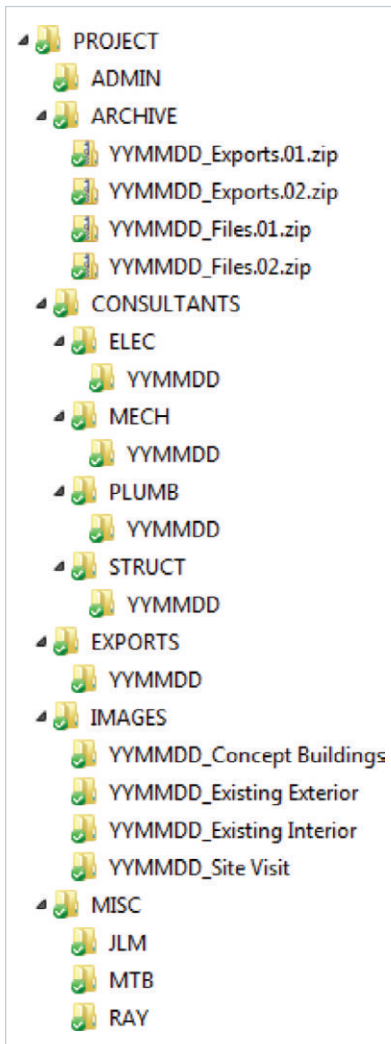 PROJECT
ADMIN
ARCHIVE
YYMMDD_Exports.01.zip
YYMMDD_Exports.02.zip
YYMMDD_Files.01.zip
YYMMDD_Files.02.zip
CONSULTANTS
ELEC
YYMMDD
MECH
YYMMDD
PLUMB
YYMMDD
STRUCT
YYMMDD
EXPORTS
YYMMDD
IMAGES
YYMMDD_Concept Buildings
YYMMDD_Existing Exterior
YYMMDD_Existing Interior
YYMMDD_Site Visit
MISC
JLM
MTB
RAY